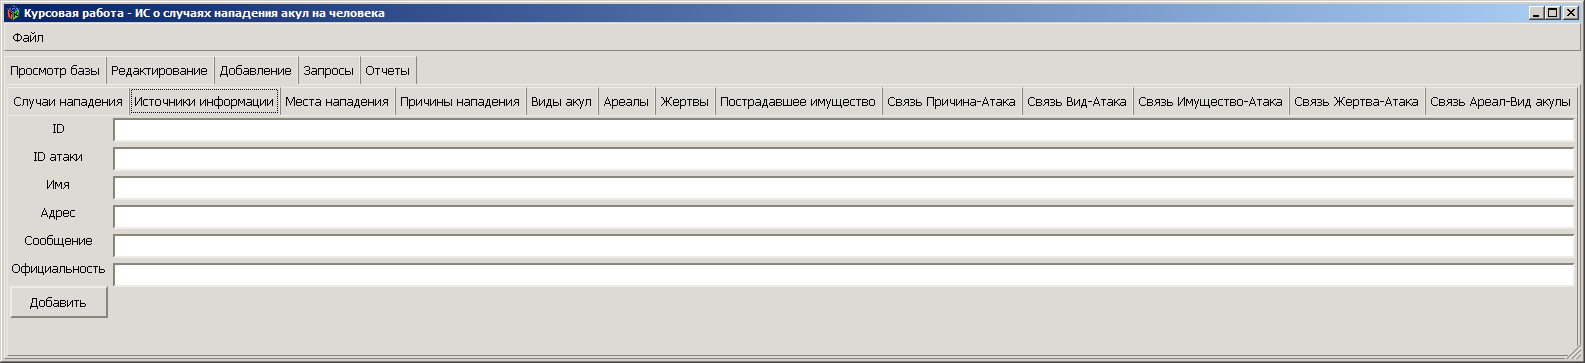 Курсовая работа - ИС о случаях нападения акул на человека
Файл
Просмотр базы Редактирование Добавление Запросы Отчеты
Случаи нападения Источники информации Места нападения Причины нападения Виды акул Ареалы Жертвы Пострадавшее имущество Связь Причина-Атака Связь Вид-Атака Связь Имущество-Атака Связь Жертва-Атака Связь Ареал-Вид акулы
ID
ID атаки
Имя
Адрес
Сообщение
Официальность
Добавить